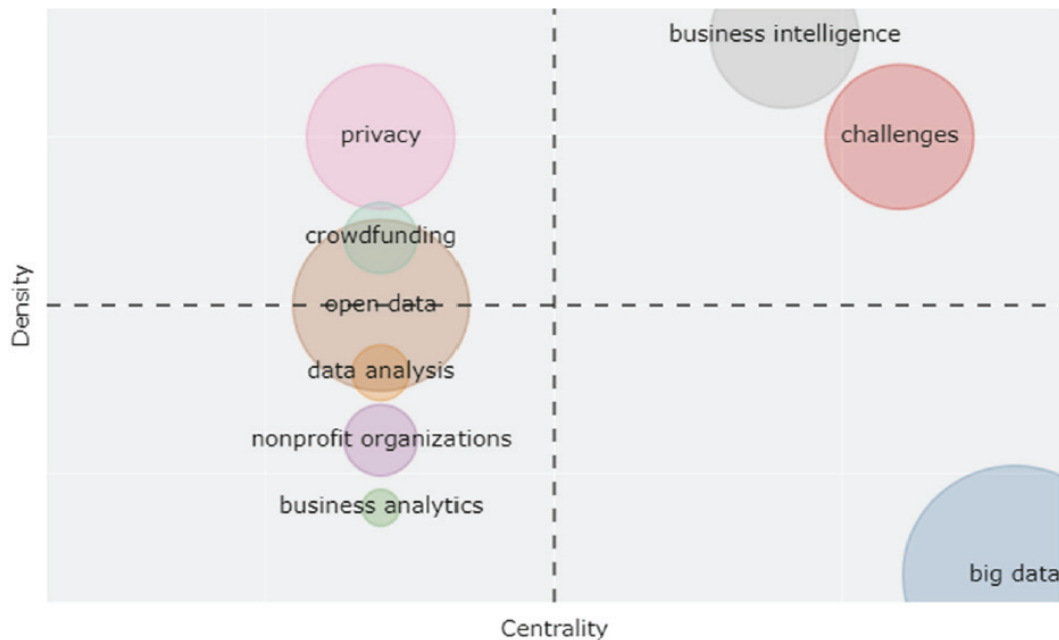 business intelligence
privacy
challenges
crowdfunding
open data
data analysis
nonprofit organizations
business analytics
big data
Density
Centrality